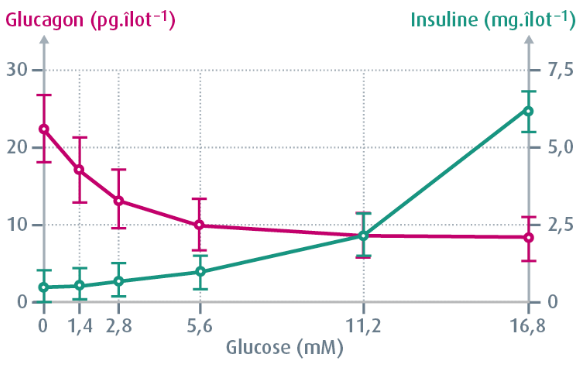 Glucagon (pg.îlot⁻¹) Insuline (mg.îlot⁻¹)
30 7,5
20 5,0
10 2,5
0 0
0 1,4 2,8 5,6 11,2 16,8
Glucose (mM)